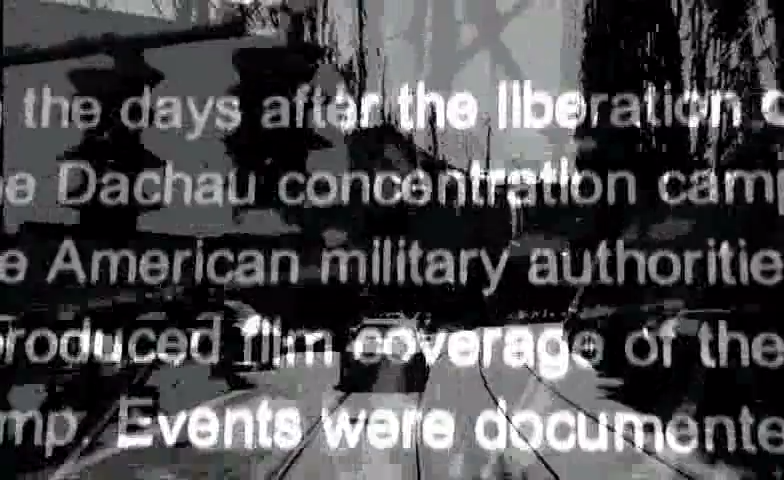 the days after the liberation o
e Dachau concentration cam
e American military authoritie
roduced film coverage of the
mp. Events were documente